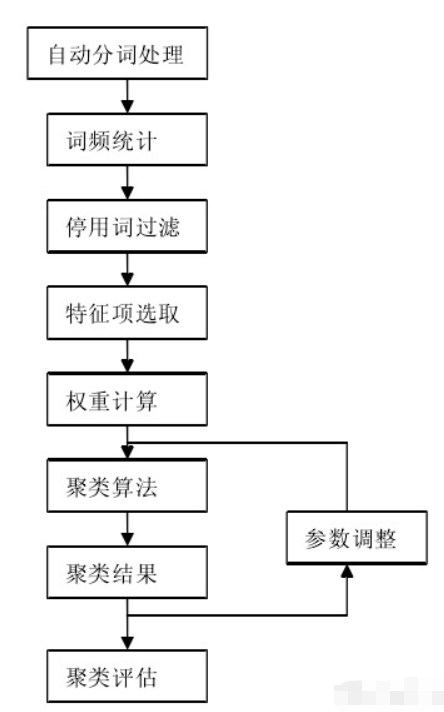 自动分词处理
词频统计
停用词过滤
特征项选取
权重计算
聚类算法
参数调整
聚类结果
聚类评估